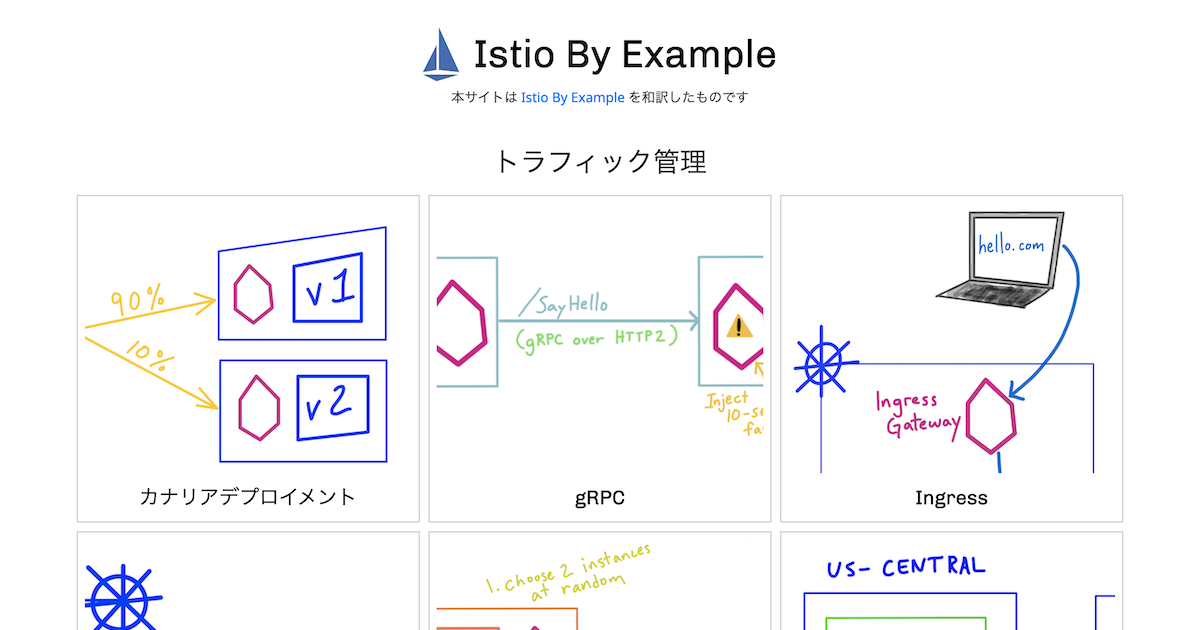 Istio By Example
本サイトは Istio By Example を和訳したものです
トラフィック管理
90%
10%
v1
v2
カナリアデプロイメント
/SayHello
(gRPC over HTTP2)
Inject
10-se
fa
gRPC
hello.com
Ingress
Gateway
Ingress
1. choose 2 instances
at random
US- CENTRAL